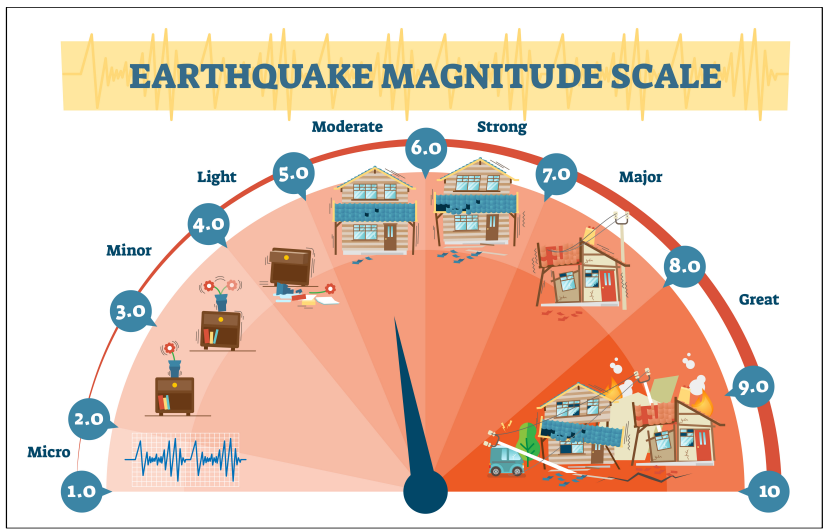 EARTHQUAKE MAGNITUDE SCALE
Moderate
Strong
6.0
5.0
7.0
Light
Major
4.0
Minor
8.0
3.0
Great
9.0
2.0
Micro
1.0
10